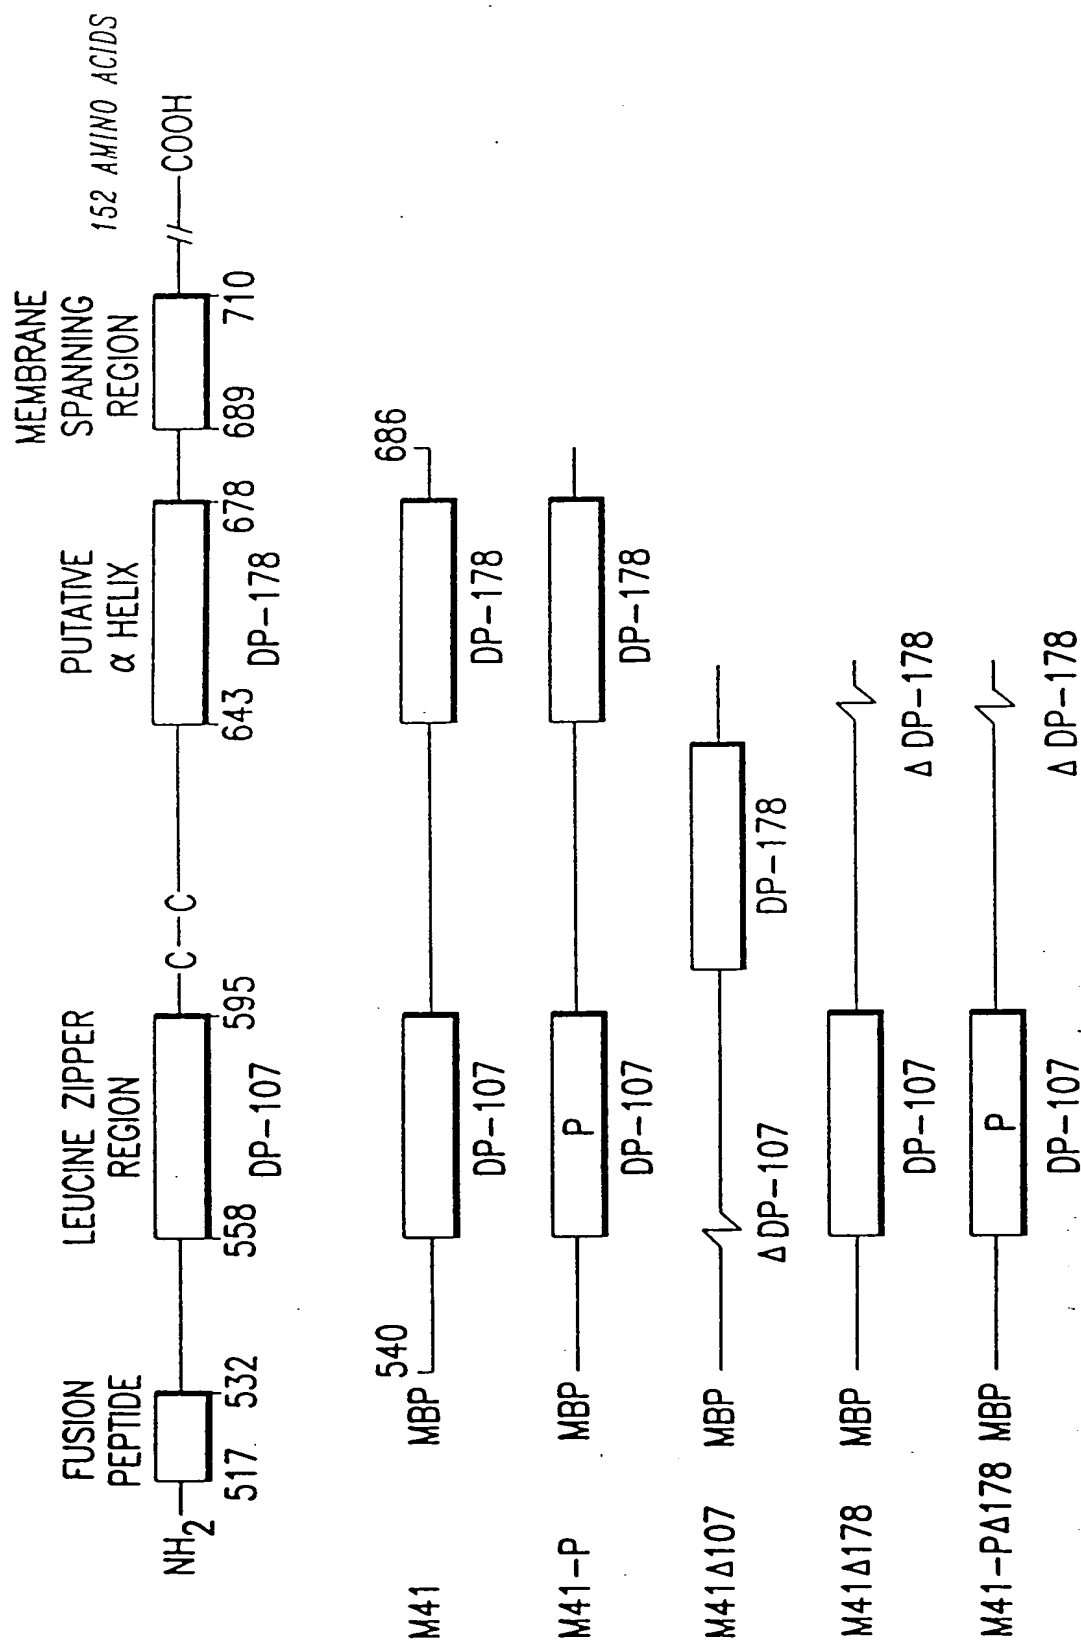 FUSION
PEPTIDE
LEUCINE ZIPPER
REGION
PUTATIVE
α HELIX
MEMBRANE
SPANNING
REGION
152 AMINO ACIDS
NH2 C C COOH
517 532 558 595 643 678 689 710
DP-107 DP-178
M41 MBP 540 686
DP-107 DP-178
M41-P MBP P
DP-107 DP-178
M41Δ107 MBP
Δ DP-107 DP-178
M41Δ178 MBP
DP-107 Δ DP-178
M41-PΔ178 MBP P
DP-107 Δ DP-178